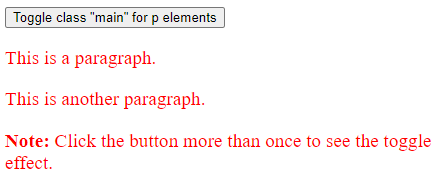 Toggle class "main" for p elements
This is a paragraph.
This is another paragraph.
Note: Click the button more than once to see the toggle
effect.